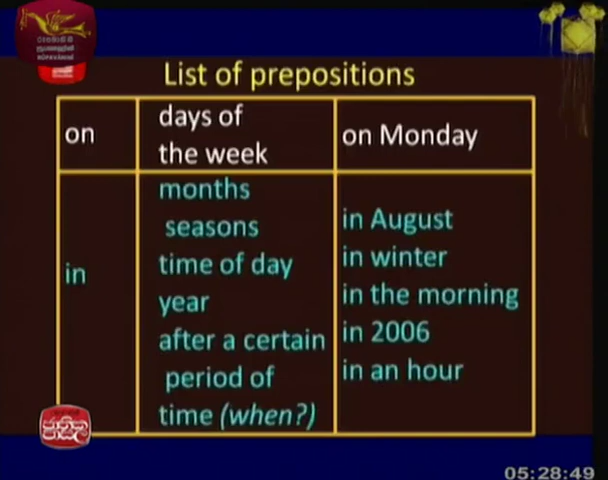 List of prepositions
on
days of
the week
on Monday
in
months
seasons
time of day
year
after a certain
period of
time (when?)
in August
in winter
in the morning
in 2006
in an hour
05:28:49